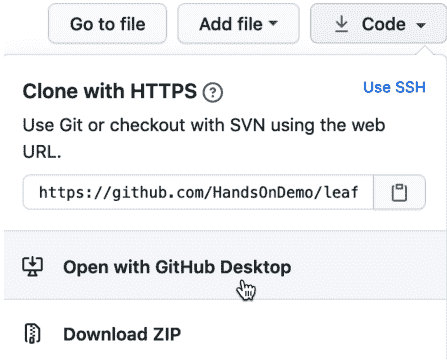 Go to file Add file Code
Clone with HTTPS ? Use SSH
Use Git or checkout with SVN using the web
URL.
https://github.com/HandsOnDemo/leaf
Open with GitHub Desktop
Download ZIP